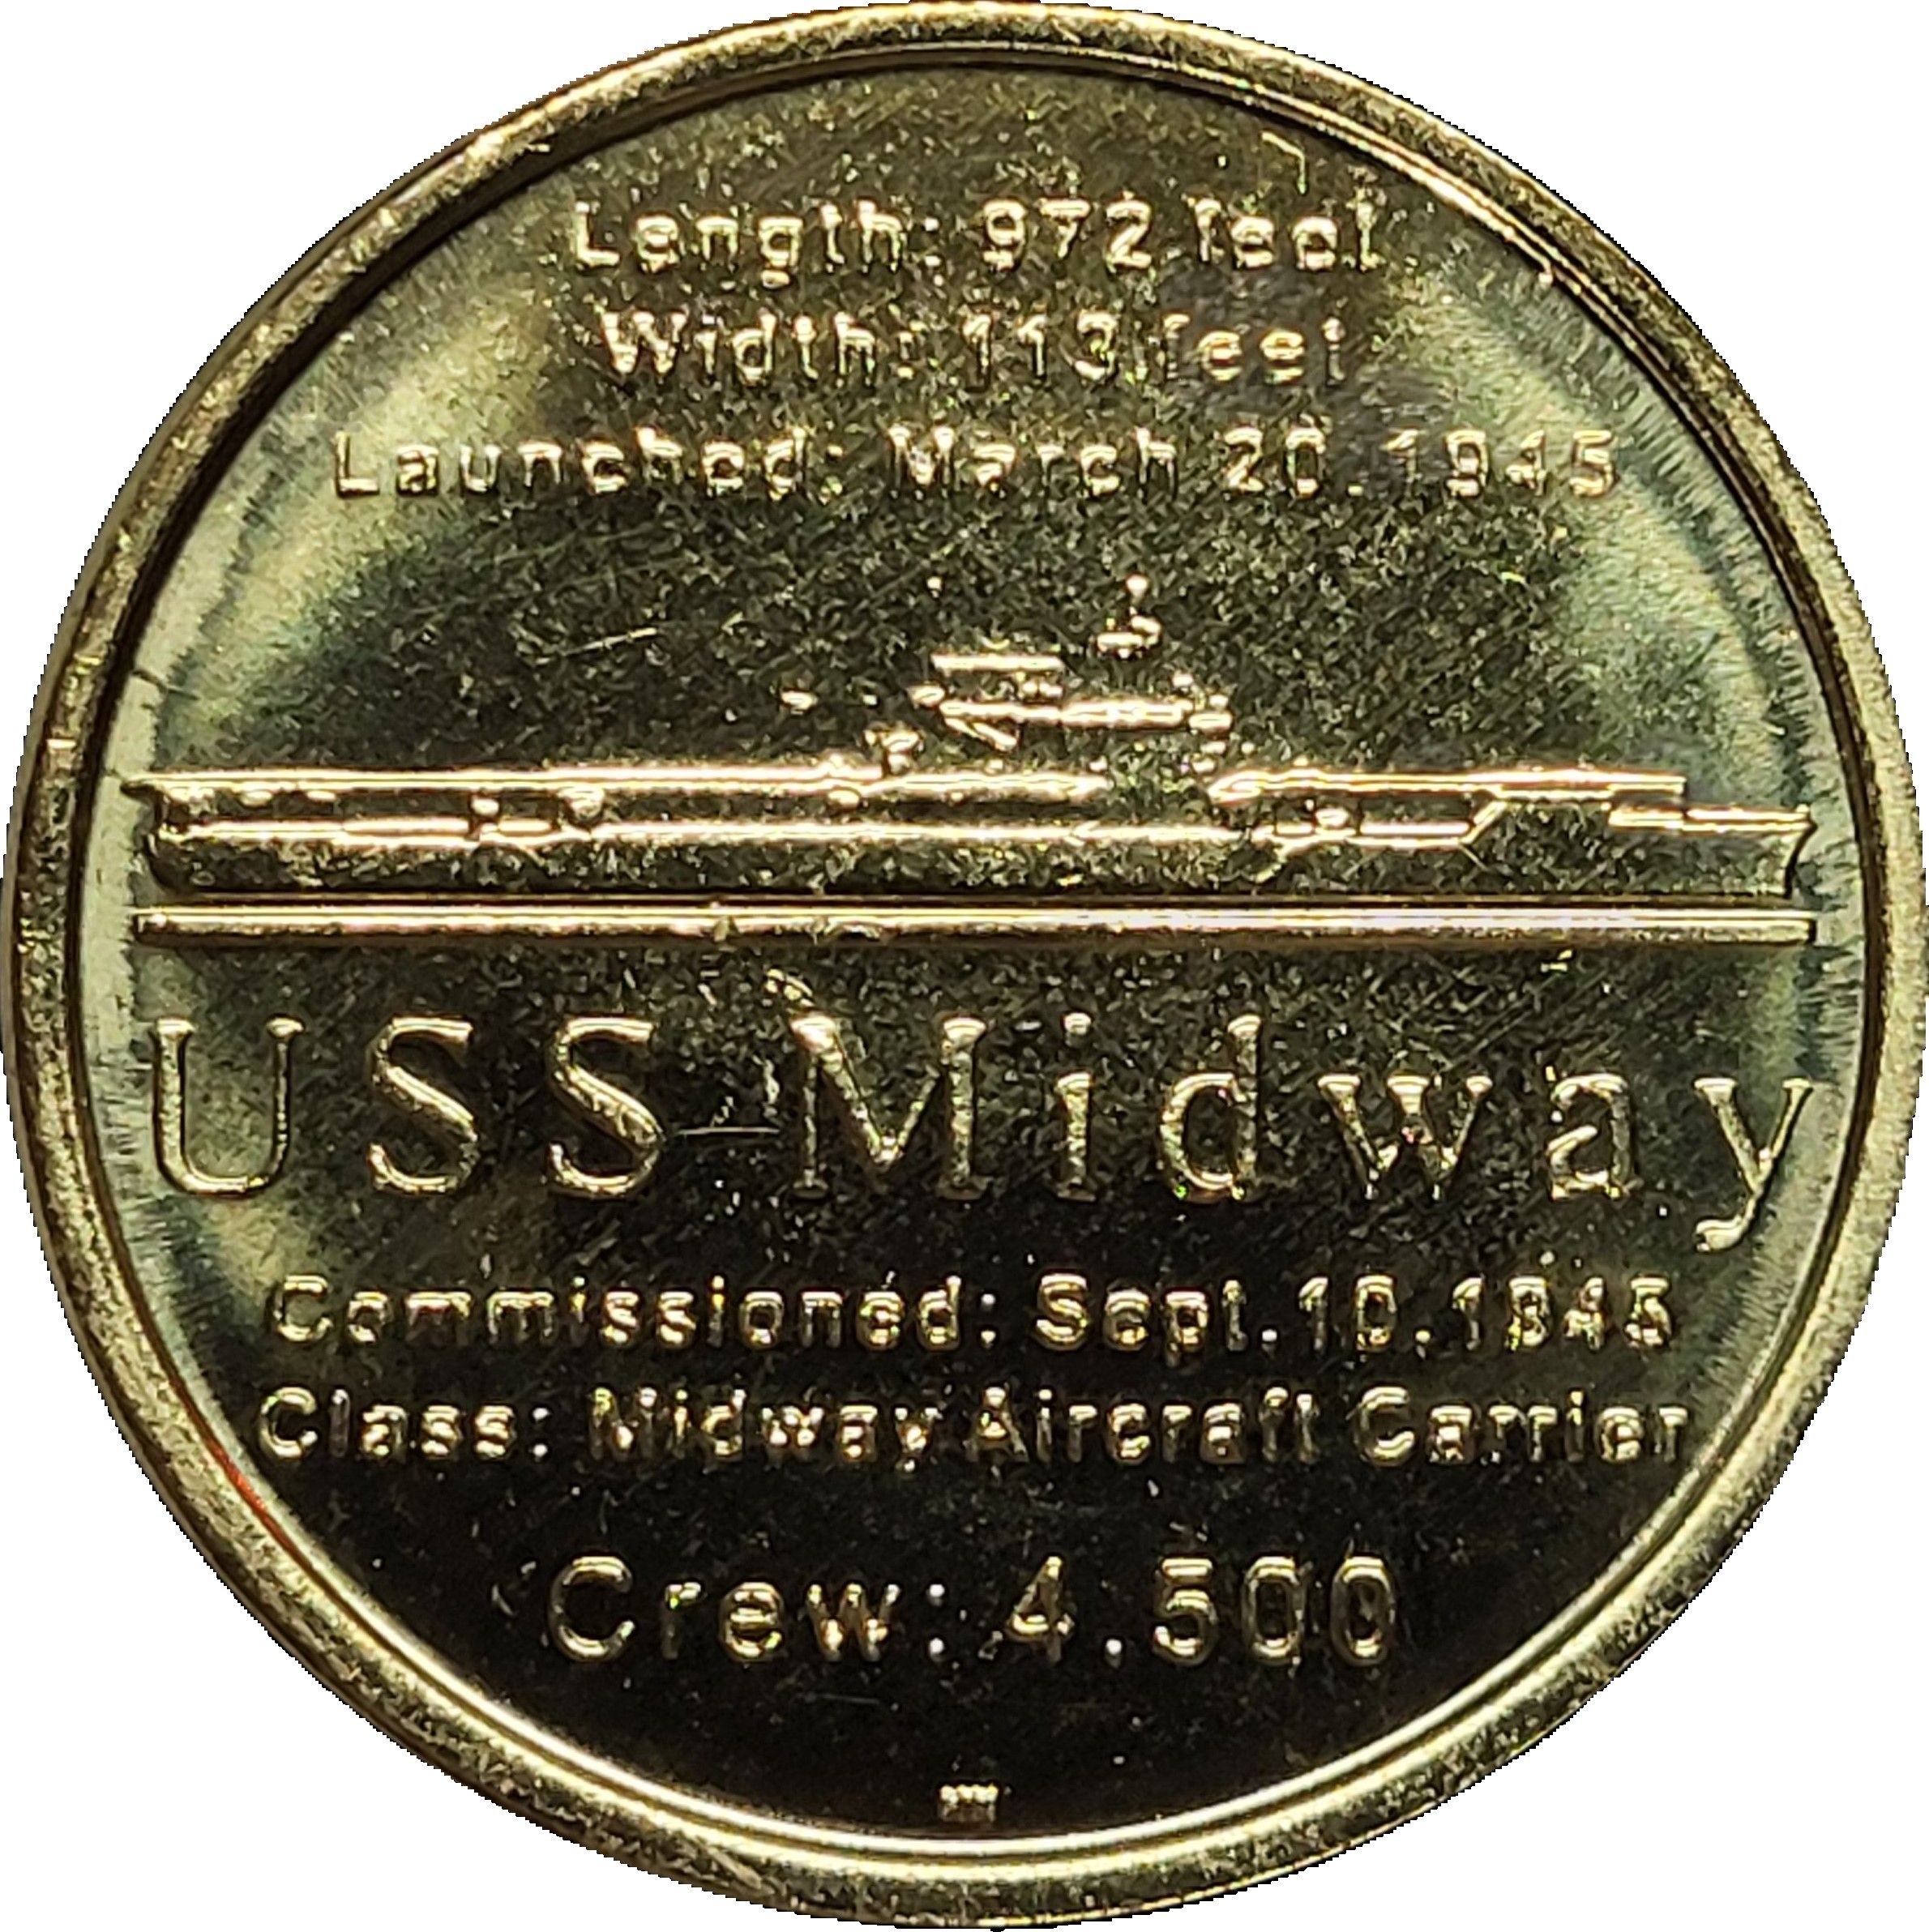 Length: 972 feet
Width: 113 feet
Launched: March 20, 1945
USS Midway
Commissioned: Sept. 10, 1945
Class: Midway Aircraft Carrier
Crew: 4,500